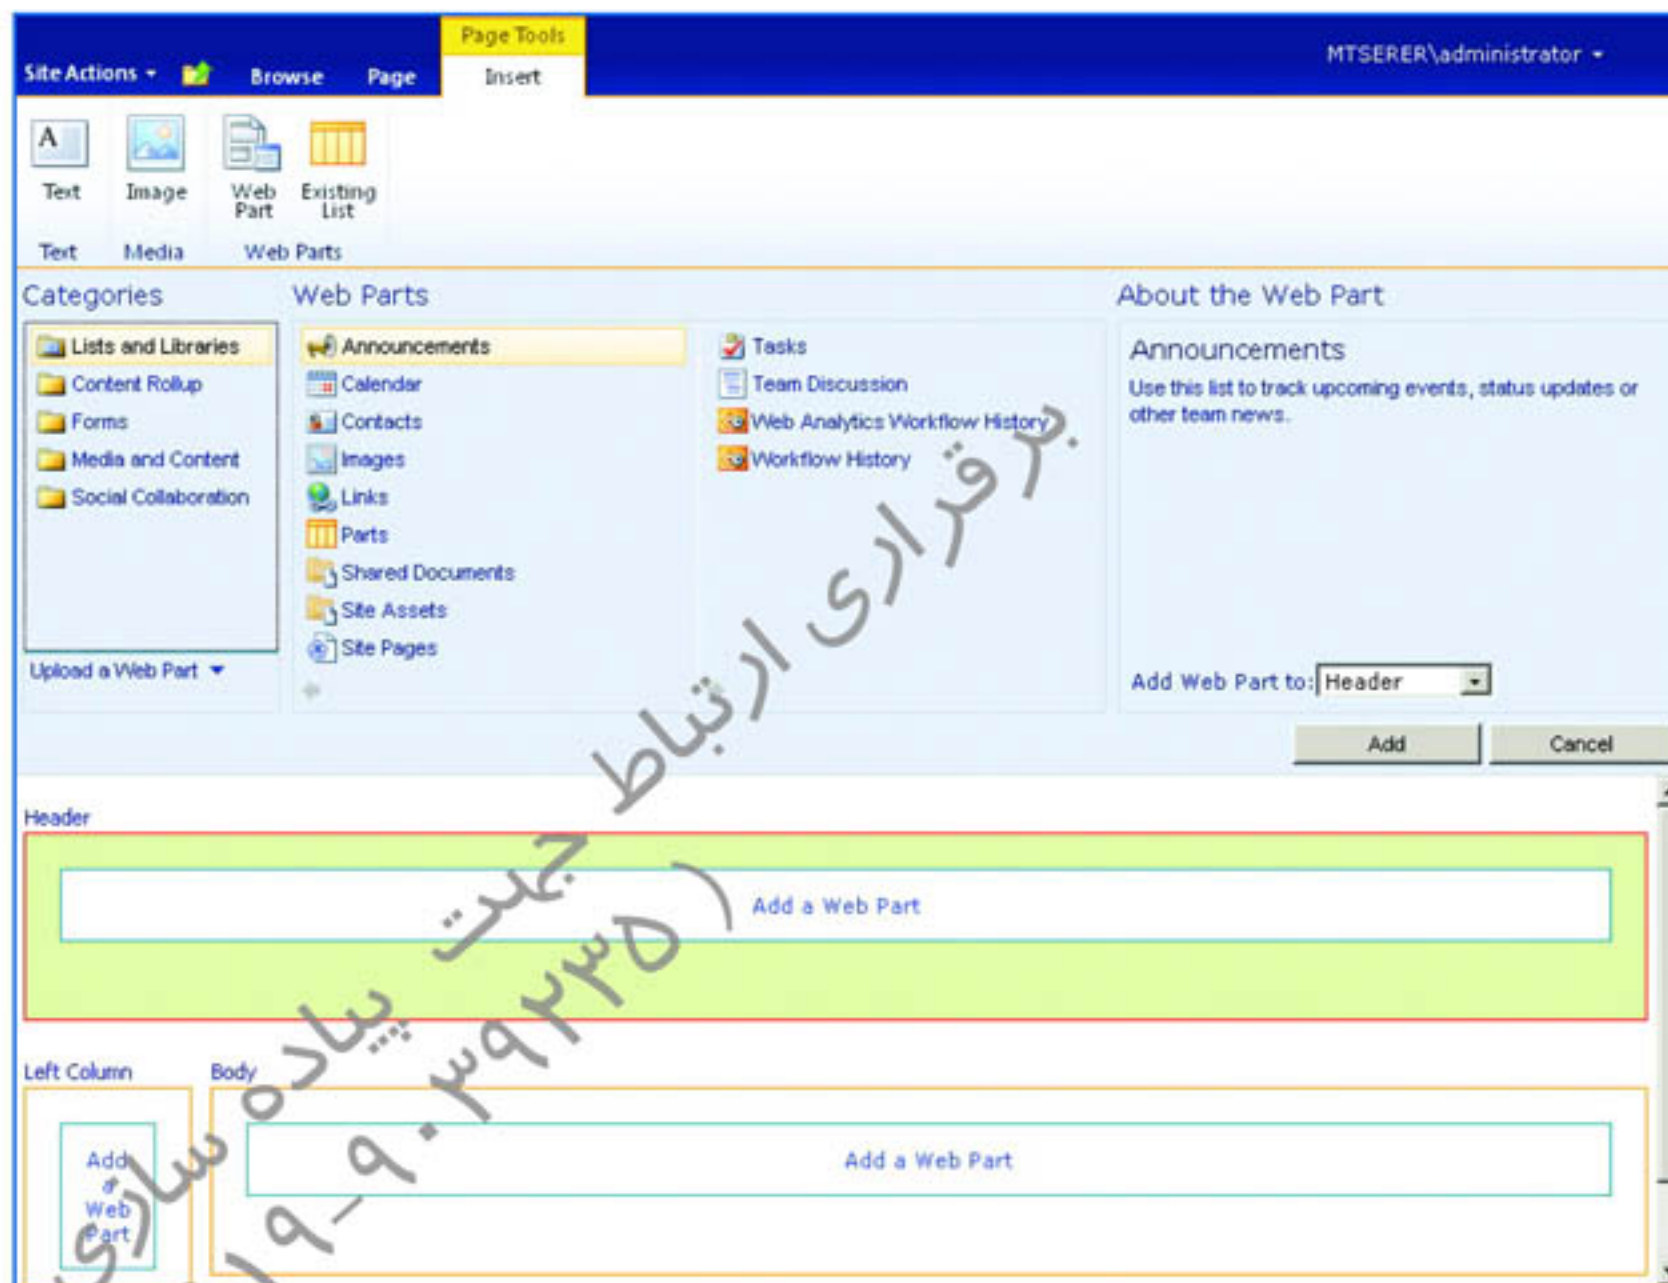 Page Tools
Site Actions
Browse
Page
Insert
MTSERER\administrator
A
Text
Image
Web Part
Existing List
Text
Media
Web Parts
Categories
Lists and Libraries
Content Rollup
Forms
Media and Content
Social Collaboration
Upload a Web Part
Web Parts
Announcements
Calendar
Contacts
Images
Links
Parts
Shared Documents
Site Assets
Site Pages
Tasks
Team Discussion
Web Analytics Workflow History
Workflow History
About the Web Part
Announcements
Use this list to track upcoming events, status updates or
other team news.
Add Web Part to:
Header
Add
Cancel
Header
Add a Web Part
Left Column
Body
Add
a
Web
Part
Add a Web Part
برقراری ارتباط جهت پیاده سازی